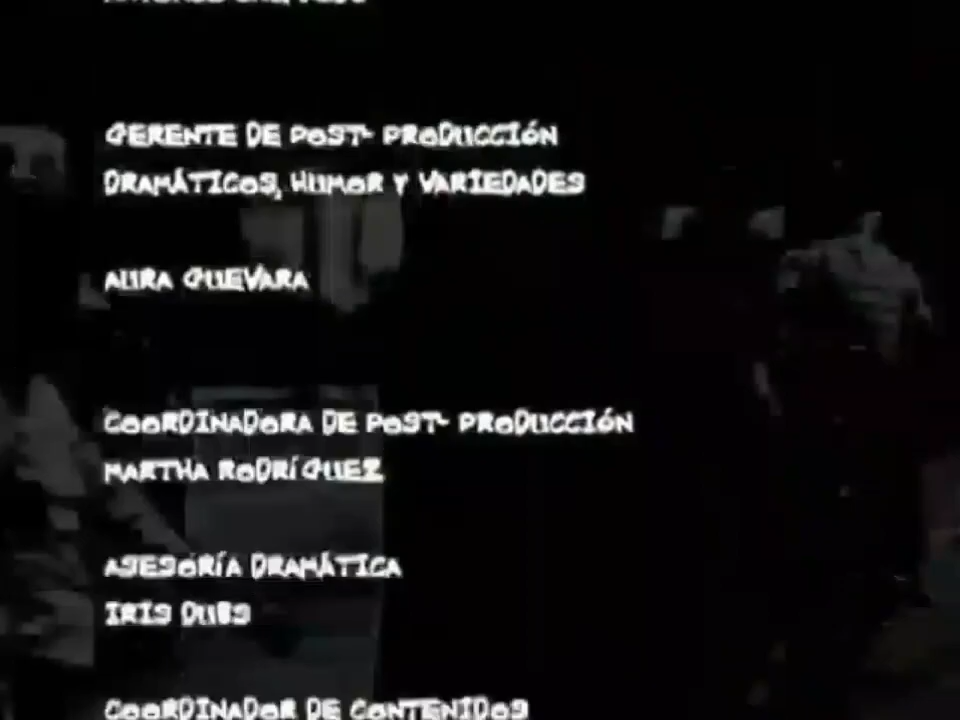 GERENTE DE POST- PRODUCCIÓN
DRAMÁTICOS, HUMOR Y VARIEDADES
AURA GUEVARA
COORDINADORA DE POST- PRODUCCIÓN
MARTHA RODRÍGUEZ
ASESORÍA DRAMÁTICA
IRIS DUBS
COORDINADOR DE CONTENIDOS